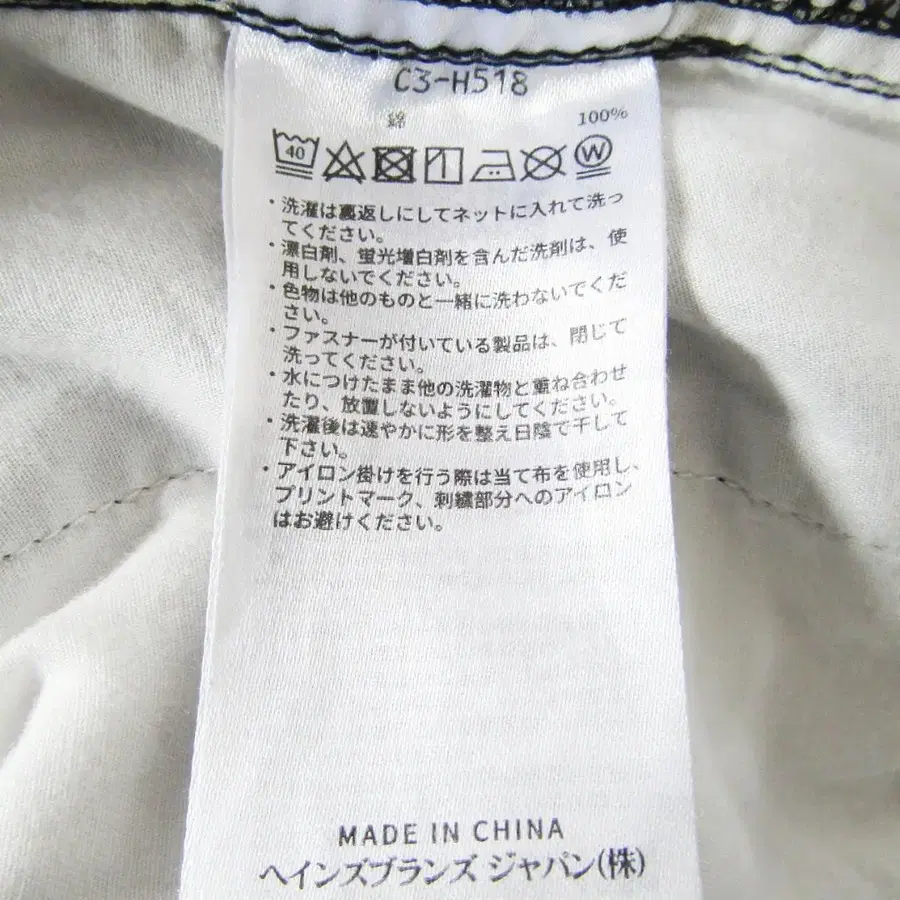 C3-H518
綿 100%
40 W
・洗濯は裏返しにしてネットに入れて洗っ
てください。
・漂白剤、蛍光増白剤を含んだ洗剤は、使
用しないでください。
・色物は他のものと一緒に洗わないでくだ
さい。
・ファスナーが付いている製品は、閉じて
洗ってください。
・水につけたまま他の洗濯物と重ね合わせ
たり、放置しないようにしてください。
・洗濯後は速やかに形を整え日陰で干して
下さい。
・アイロン掛けを行う際は当て布を使用し、
プリントマーク、刺繍部分へのアイロン
はお避けください。
MADE IN CHINA
ヘインズブランズ ジャパン(株)